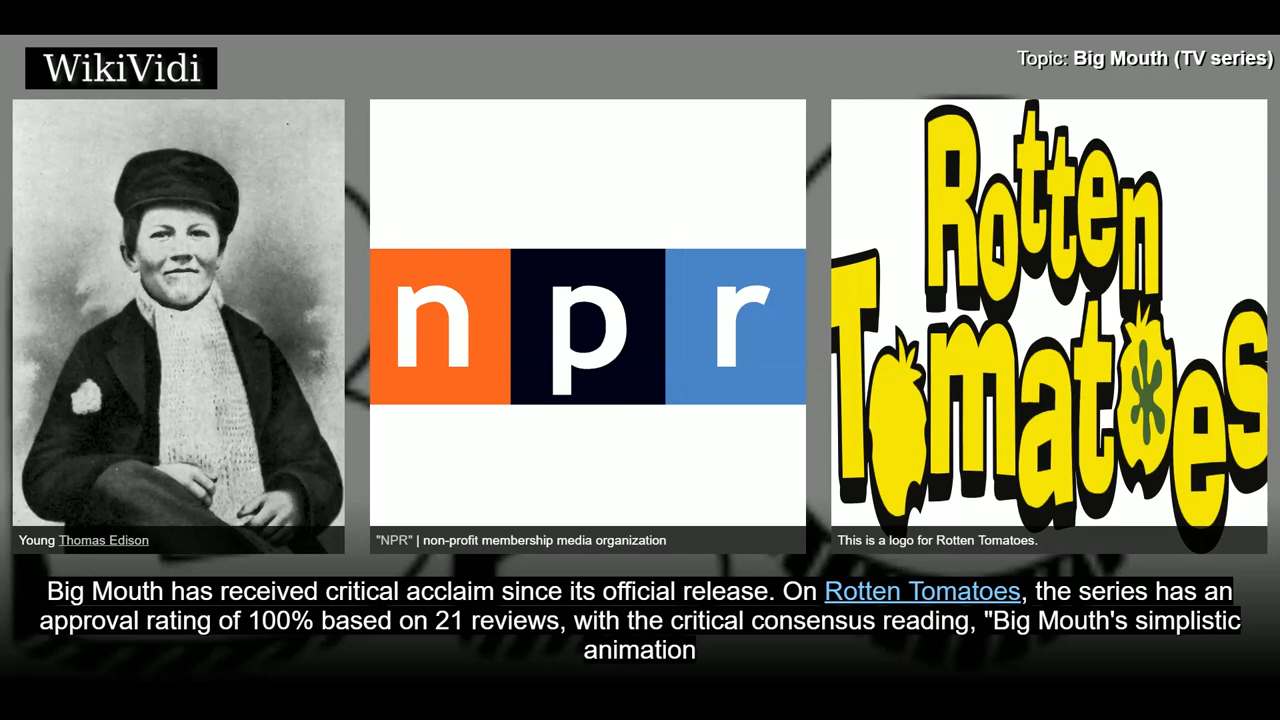 WikiVidi
Topic: Big Mouth (TV series)
n p r
Rotten
Tomatoes
Young Thomas Edison
"NPR" | non-profit membership media organization
This is a logo for Rotten Tomatoes.
Big Mouth has received critical acclaim since its official release. On Rotten Tomatoes, the series has an
approval rating of 100% based on 21 reviews, with the critical consensus reading, "Big Mouth's simplistic
animation